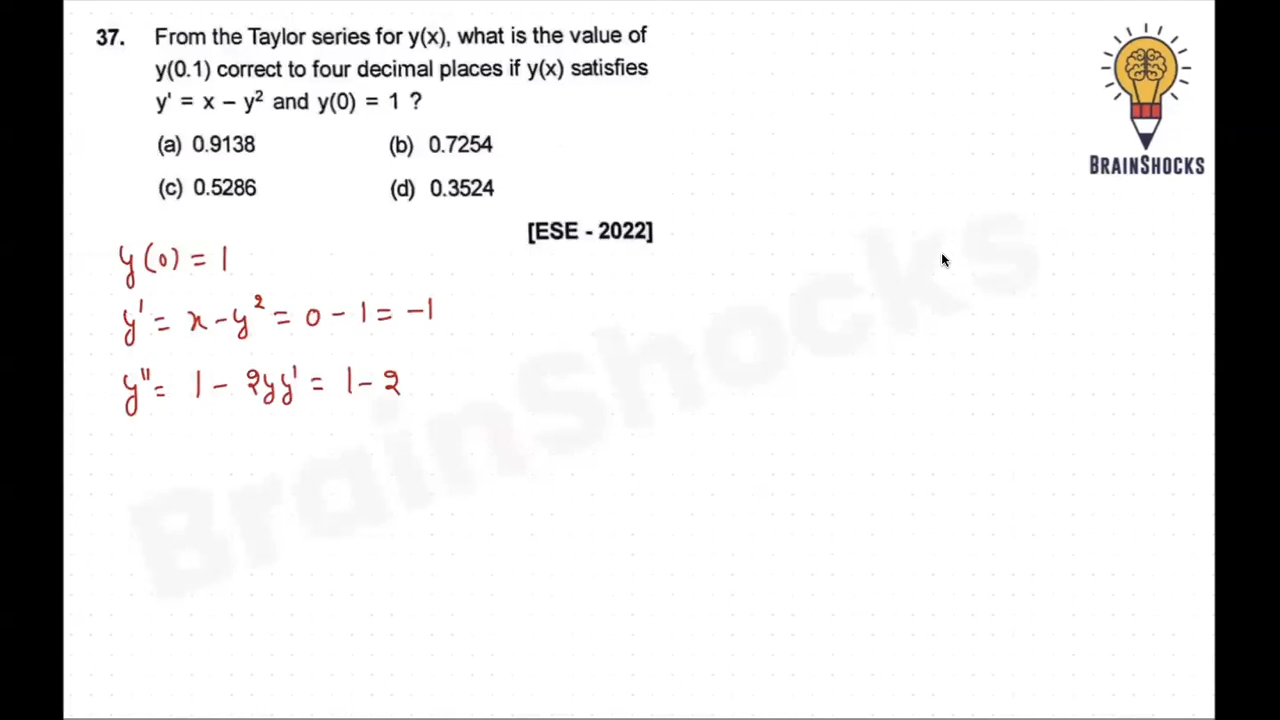 37. From the Taylor series for y(x), what is the value of
y(0.1) correct to four decimal places if y(x) satisfies
y' = x – y² and y(0) = 1 ?
(a) 0.9138 (b) 0.7254
(c) 0.5286 (d) 0.3524
[ESE - 2022]
BRAINSHOCKS
y(0) = 1
y' = x - y² = 0 - 1 = -1
y'' = 1 - 2yy' = 1 - 2
BrainShocks